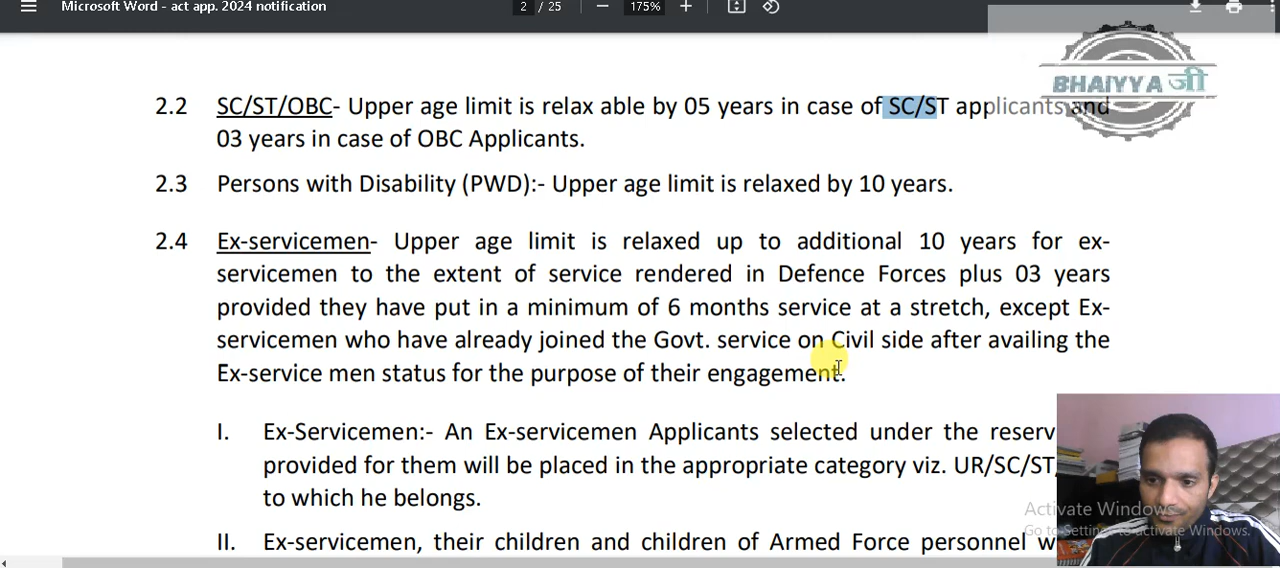 Microsoft Word - act app. 2024 notification
2 / 25
175%
BHAIYYA जी
2.2 SC/ST/OBC- Upper age limit is relax able by 05 years in case of SC/ST applicants and
03 years in case of OBC Applicants.
2.3 Persons with Disability (PWD):- Upper age limit is relaxed by 10 years.
2.4 Ex-servicemen- Upper age limit is relaxed up to additional 10 years for ex-
servicemen to the extent of service rendered in Defence Forces plus 03 years
provided they have put in a minimum of 6 months service at a stretch, except Ex-
servicemen who have already joined the Govt. service on Civil side after availing the
Ex-service men status for the purpose of their engagement.
I. Ex-Servicemen:- An Ex-servicemen Applicants selected under the reserv
provided for them will be placed in the appropriate category viz. UR/SC/ST
to which he belongs.
II. Ex-servicemen, their children and children of Armed Force personnel w
Activate Windows
Go to Settings to activate Windows.